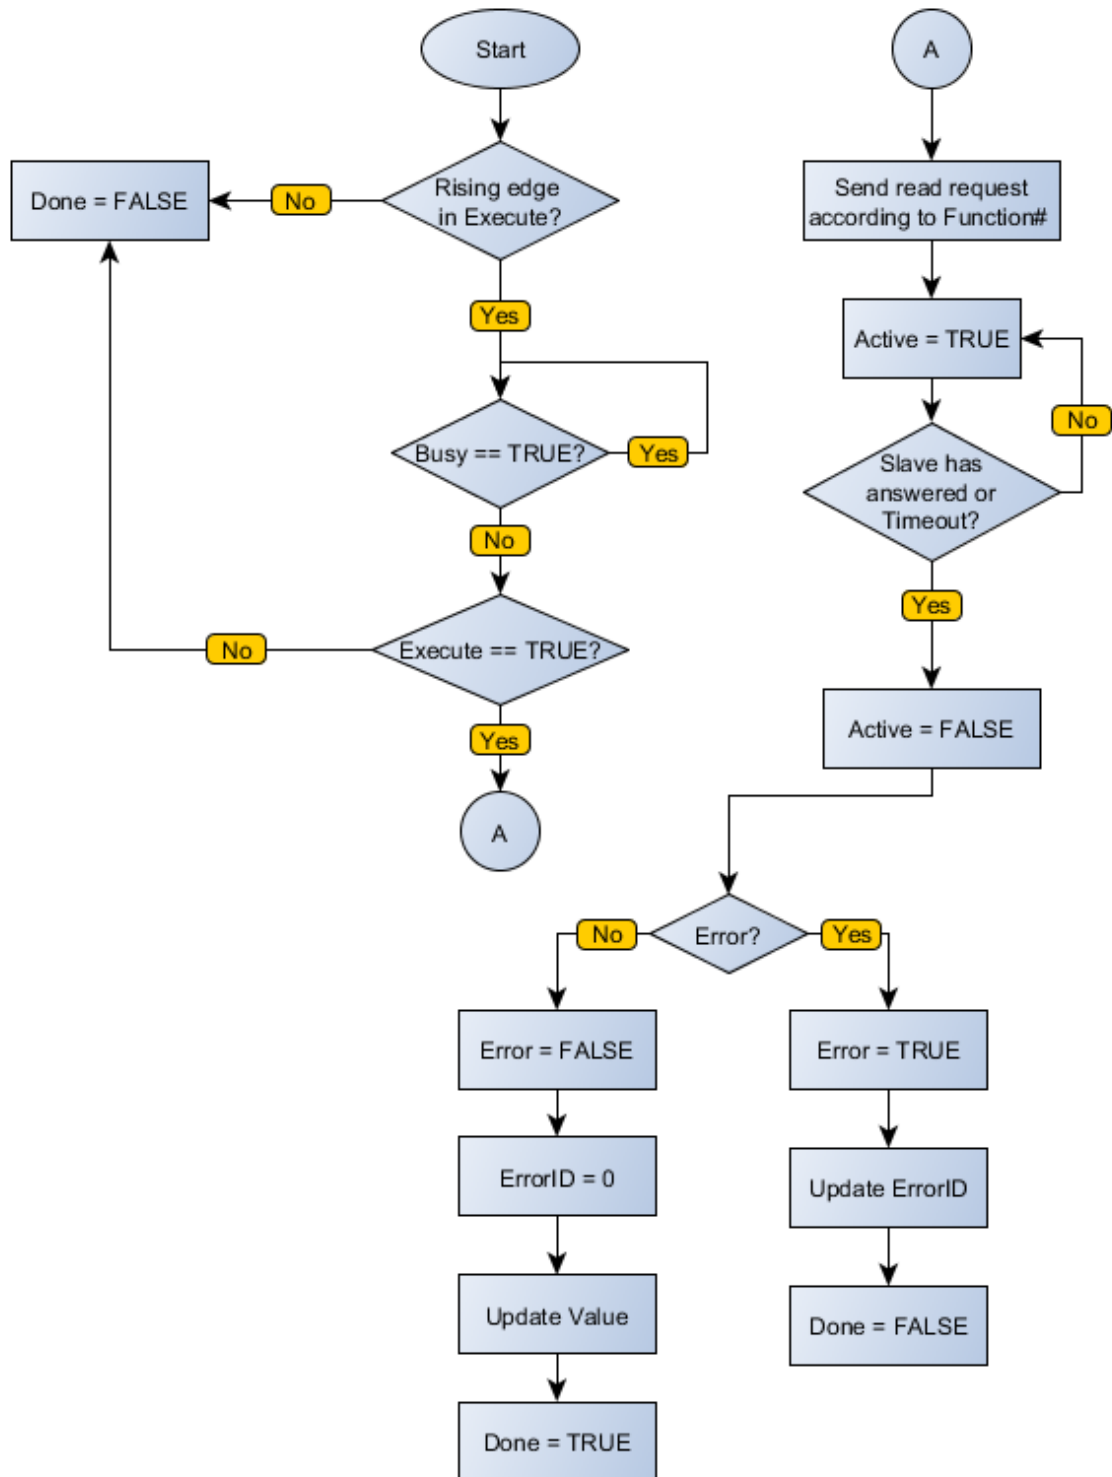 Start
Rising edge
in Execute?
No
Done = FALSE
Yes
Busy == TRUE?
Yes
No
Execute == TRUE?
No
Yes
A
A
Send read request
according to Function#
Active = TRUE
Slave has
answered or
Timeout?
No
Yes
Active = FALSE
Error?
No
Yes
Error = FALSE
ErrorID = 0
Update Value
Done = TRUE
Error = TRUE
Update ErrorID
Done = FALSE